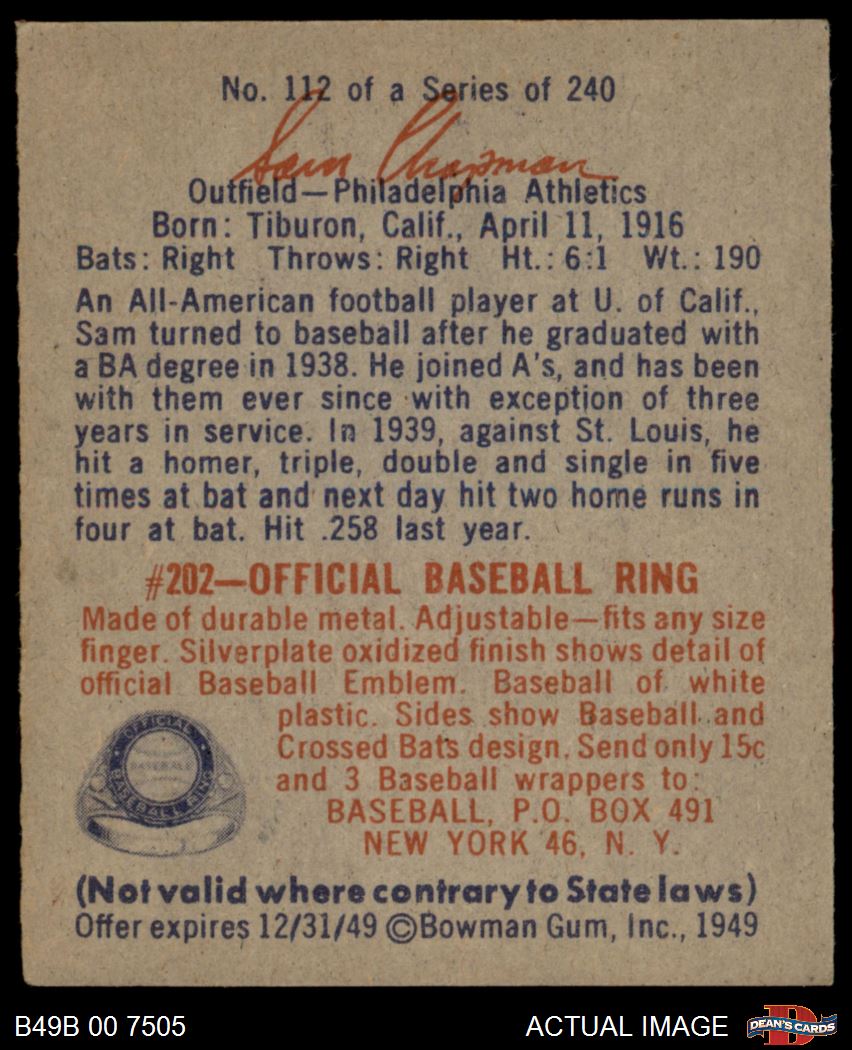 No. 112 of a Series of 240
Sam Chapman
Outfield—Philadelphia Athletics
Born: Tiburon, Calif., April 11, 1916
Bats: Right Throws: Right Ht.: 6:1 Wt.: 190
An All-American football player at U. of Calif.,
Sam turned to baseball after he graduated with
a BA degree in 1938. He joined A's, and has been
with them ever since with exception of three
years in service. In 1939, against St. Louis, he
hit a homer, triple, double and single in five
times at bat and next day hit two home runs in
four at bat. Hit .258 last year.
#202—OFFICIAL BASEBALL RING
Made of durable metal. Adjustable—fits any size
finger. Silverplate oxidized finish shows detail of
official Baseball Emblem. Baseball of white
plastic. Sides show Baseball and
Crossed Bats design. Send only 15c
and 3 Baseball wrappers to:
BASEBALL, P.O. BOX 491
NEW YORK 46, N. Y.
OFFICIAL
BASEBALL
BASEBALL RING
(Not valid where contrary to State laws)
Offer expires 12/31/49 ©Bowman Gum, Inc., 1949
B49B 00 7505
ACTUAL IMAGE
D
DEAN'S CARDS